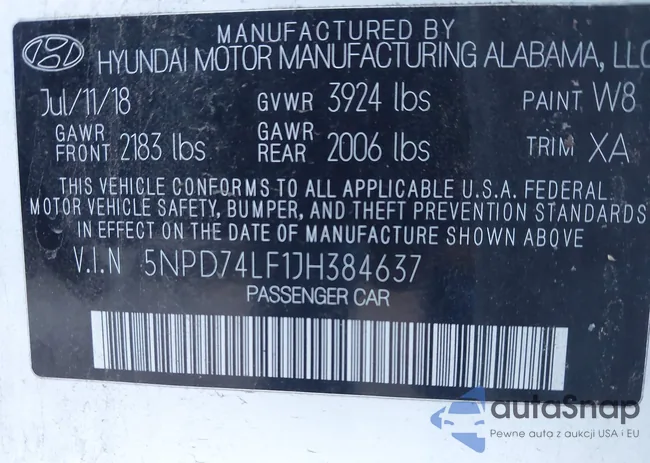 MANUFACTURED BY
HYUNDAI MOTOR MANUFACTURING ALABAMA, LLC
Jul/11/18 GVWR 3924 lbs PAINT W8
GAWR FRONT 2183 lbs GAWR REAR 2006 lbs TRIM XA
THIS VEHICLE CONFORMS TO ALL APPLICABLE U.S.A. FEDERAL
MOTOR VEHICLE SAFETY, BUMPER, AND THEFT PREVENTION STANDARDS
IN EFFECT ON THE DATE OF MANUFACTURE SHOWN ABOVE
V.I.N 5NPD74LF1JH384637
PASSENGER CAR
autoSnap
Pewne auta z aukcji USA i EU